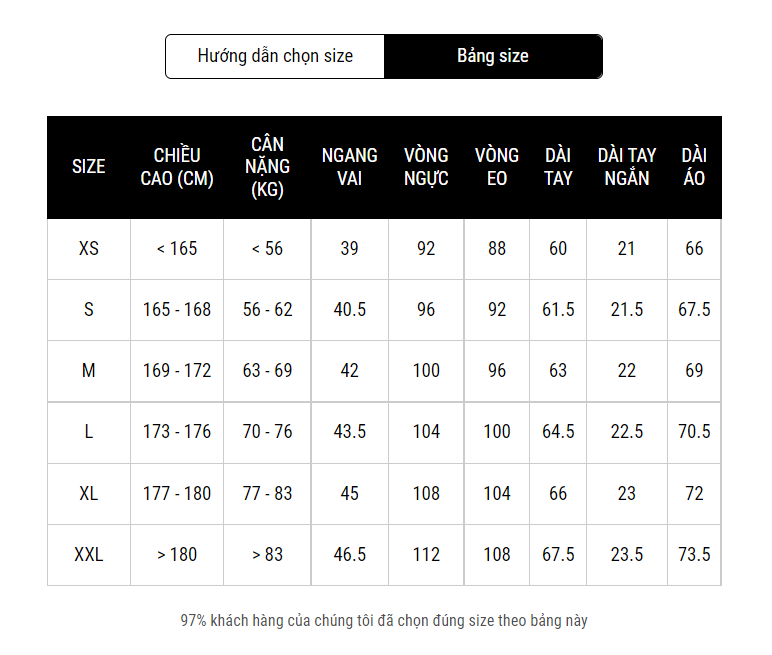 Hướng dẫn chọn size Bảng size
SIZE CHIỀU CAO (CM) CÂN NẶNG (KG) NGANG VAI VÒNG NGỰC VÒNG EO DÀI TAY DÀI TAY NGẮN DÀI ÁO
XS < 165 < 56 39 92 88 60 21 66
S 165 - 168 56 - 62 40.5 96 92 61.5 21.5 67.5
M 169 - 172 63 - 69 42 100 96 63 22 69
L 173 - 176 70 - 76 43.5 104 100 64.5 22.5 70.5
XL 177 - 180 77 - 83 45 108 104 66 23 72
XXL > 180 > 83 46.5 112 108 67.5 23.5 73.5
97% khách hàng của chúng tôi đã chọn đúng size theo bảng này